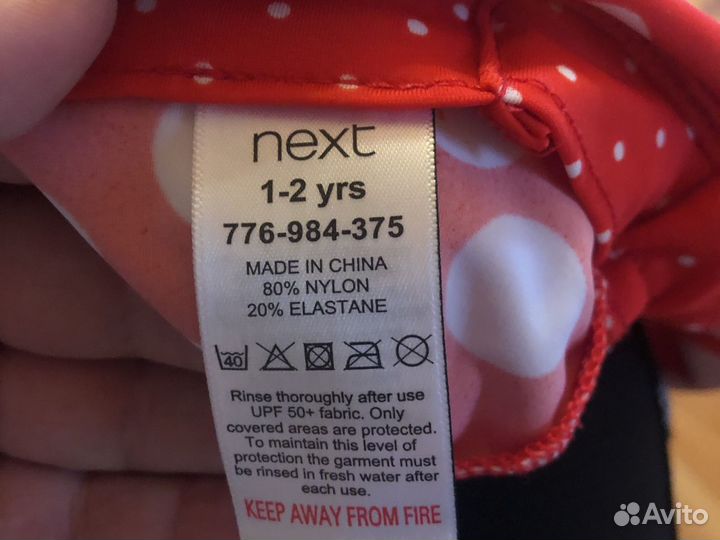 next
1-2 yrs
776-984-375
MADE IN CHINA
80% NYLON
20% ELASTANE
40
Rinse thoroughly after use
UPF 50+ fabric. Only
covered areas are protected.
To maintain this level of
protection the garment must
be rinsed in fresh water after
each use.
KEEP AWAY FROM FIRE
Avito